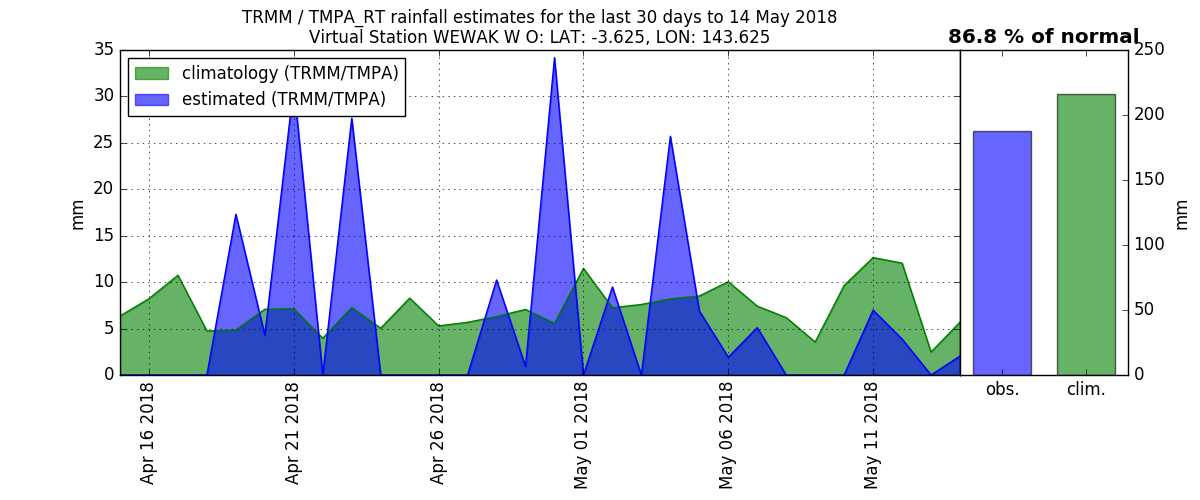 TRMM / TMPA_RT rainfall estimates for the last 30 days to 14 May 2018
Virtual Station WEWAK W O: LAT: -3.625, LON: 143.625
86.8 % of normal
climatology (TRMM/TMPA)
estimated (TRMM/TMPA)
35
30
25
20
15
10
5
0
mm
Apr 16 2018
Apr 21 2018
Apr 26 2018
May 01 2018
May 06 2018
May 11 2018
250
200
150
100
50
0
mm
obs.
clim.